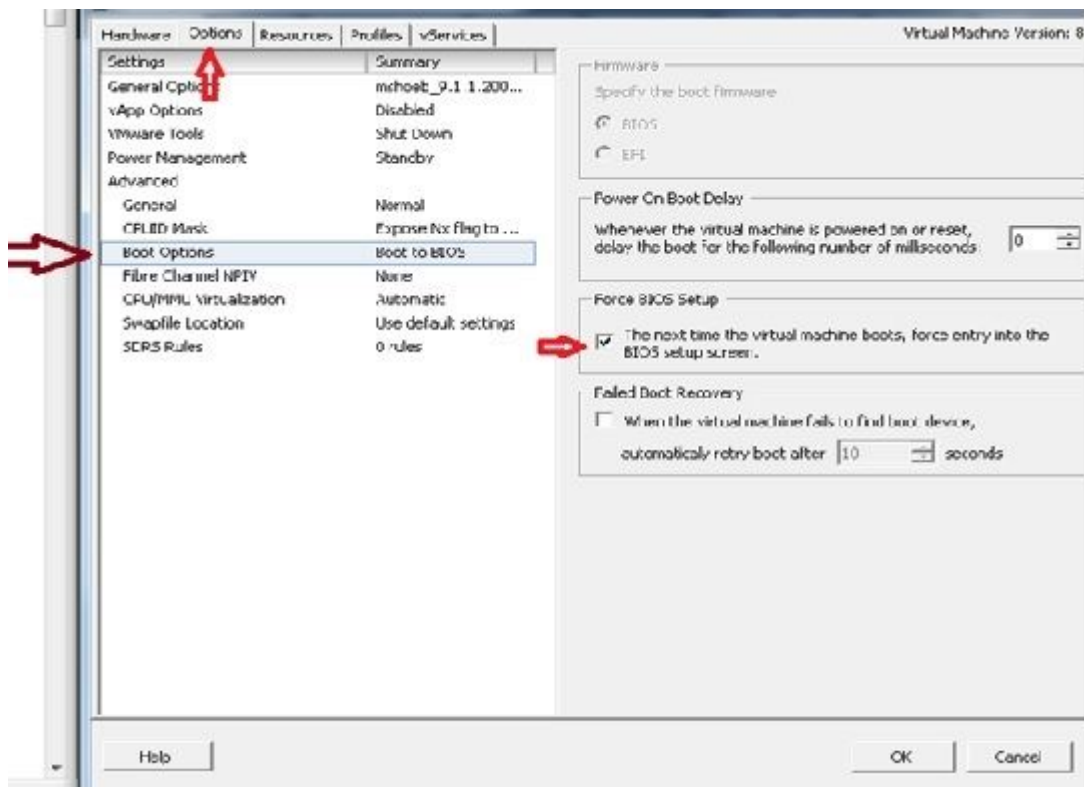 Hardware Options Resources Profiles vServices Virtual Machine Version: 8
Settings Summary
General Options mchoeb_9.1 1.200...
vApp Options Disabled
VMware Tools Shut Down
Power Management Standby
Advanced
General Normal
CPUID Mask Expose Nx flag to ...
Boot Options Boot to BIOS
Fibre Channel NPIV None
CPU/MMU Virtualization Automatic
Swapfile Location Use default settings
SDRS Rules 0 rules
Firmware
Specify the boot firmware
BIOS
EFI
Power On Boot Delay
Whenever the virtual machine is powered on or reset,
delay the boot for the following number of milliseconds 0
Force BIOS Setup
The next time the virtual machine boots, force entry into the
BIOS setup screen.
Failed Boot Recovery
When the virtual machine fails to find boot device,
automaticaly retry boot after 10 seconds
Help OK Cancel